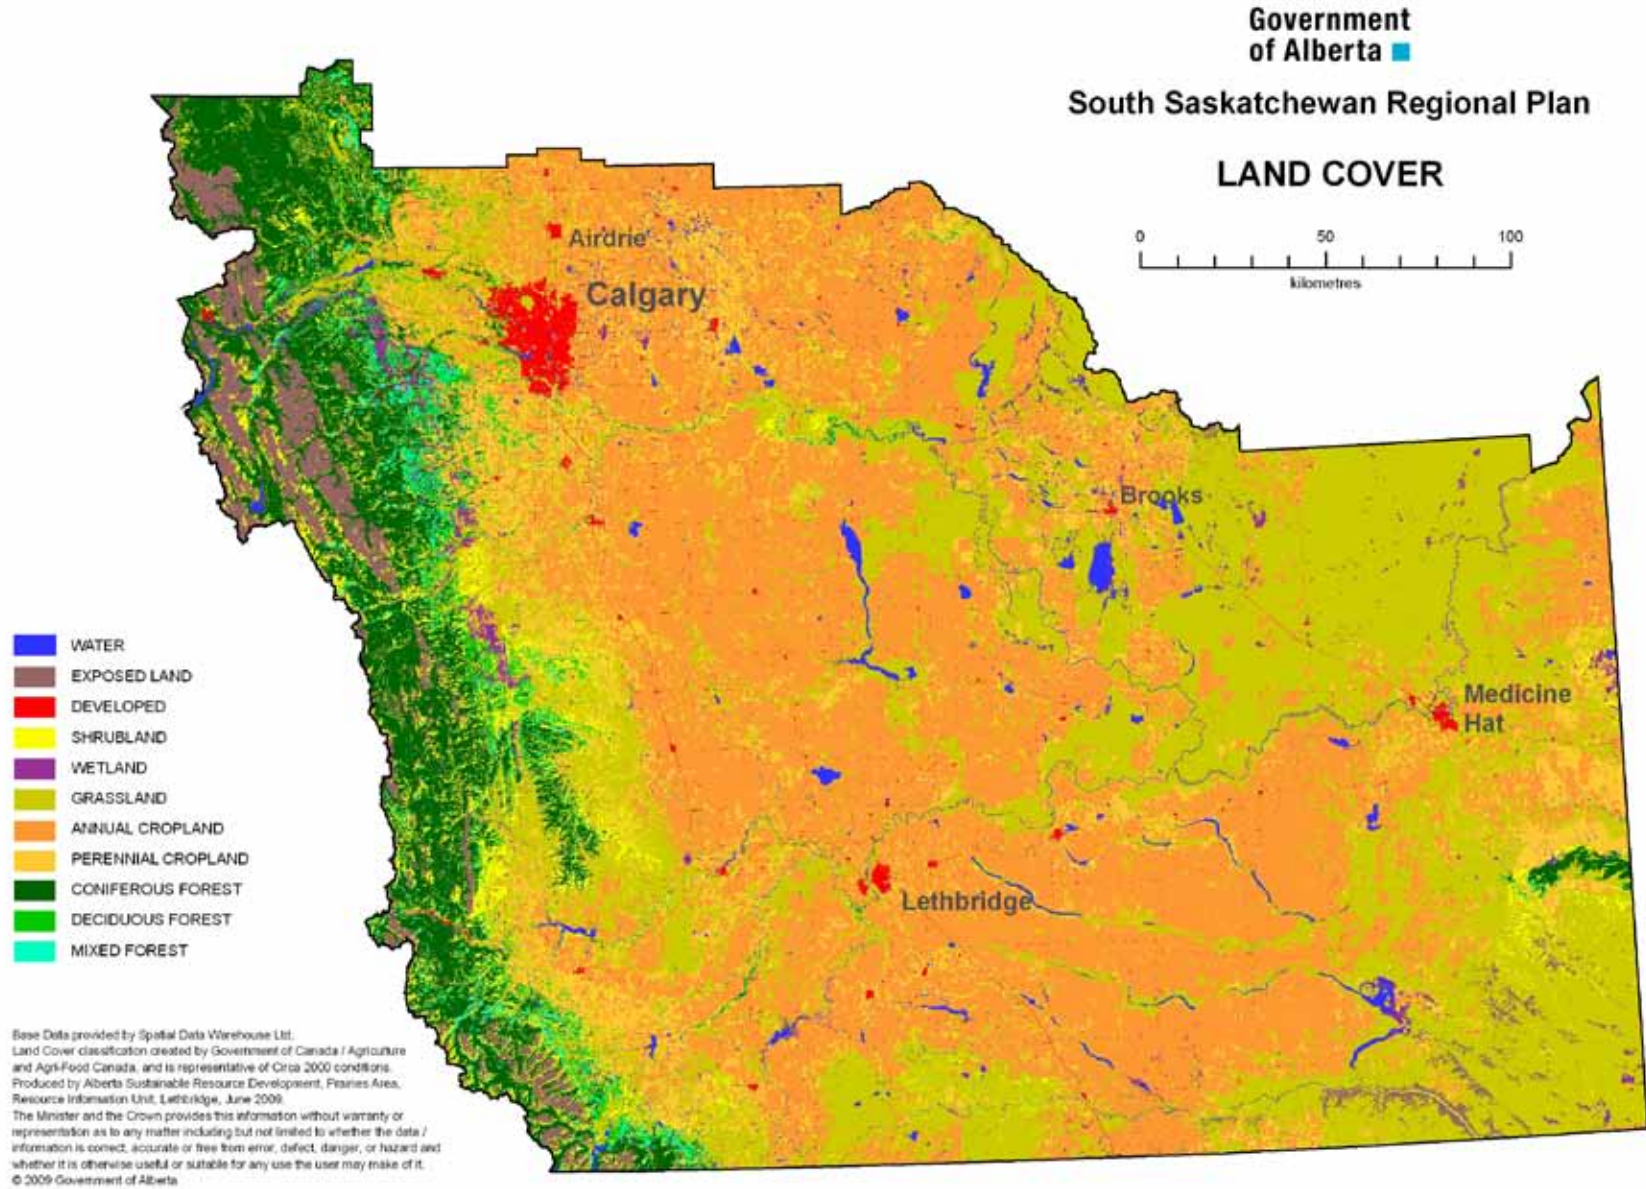 Government
of Alberta
South Saskatchewan Regional Plan
LAND COVER
0 50 100
kilometres
Airdrie
Calgary
Brooks
Medicine
Hat
Lethbridge
WATER
EXPOSED LAND
DEVELOPED
SHRUBLAND
WETLAND
GRASSLAND
ANNUAL CROPLAND
PERENNIAL CROPLAND
CONIFEROUS FOREST
DECIDUOUS FOREST
MIXED FOREST
Base Data provided by Spatial Data Warehouse Ltd.
Land Cover classification created by Government of Canada / Agriculture
and Agri-Food Canada, and is representative of Circa 2000 conditions.
Produced by Alberta Sustainable Resource Development, Prairies Area,
Resource Information Unit, Lethbridge, June 2009.
The Minister and the Crown provides this information without warranty or
representation as to any matter including but not limited to whether the data /
information is correct, accurate or free from error, defect, danger, or hazard and
whether it is otherwise useful or suitable for any use the user may make of it.
© 2009 Government of Alberta